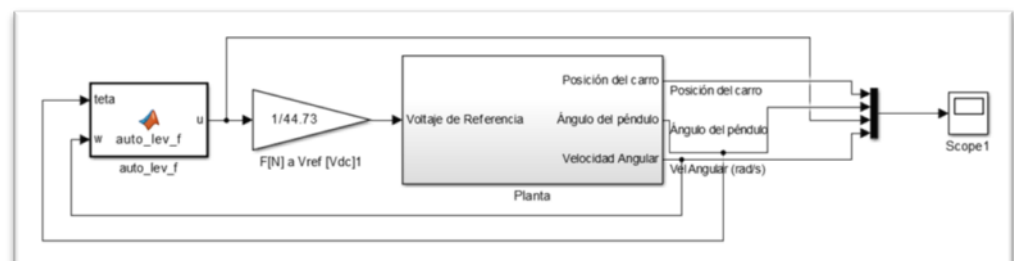 teta
w
auto_lev_f
u
auto_lev_f
1/44.73
F[N] a Vref [Vdc]1
Voltaje de Referencia
Posición del carro
Ángulo del péndulo
Velocidad Angular
Planta
Posición del carro
Ángulo del péndulo
Vel Angular (rad/s)
Scope1